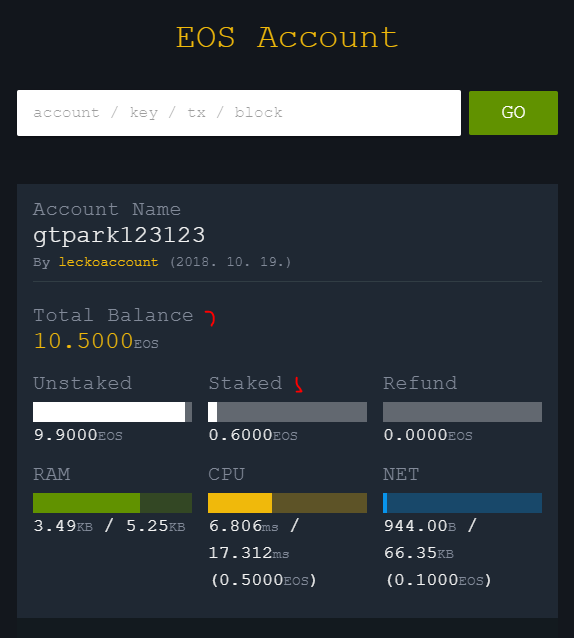 EOS Account
account / key / tx / block
GO
Account Name
gtpark123123
By leckoaccount (2018. 10. 19.)
Total Balance
10.5000EOS
Unstaked Staked Refund
9.9000EOS 0.6000EOS 0.0000EOS
RAM CPU NET
3.49KB / 5.25KB 6.806ms / 944.00B /
17.312ms 66.35KB
(0.5000EOS) (0.1000EOS)